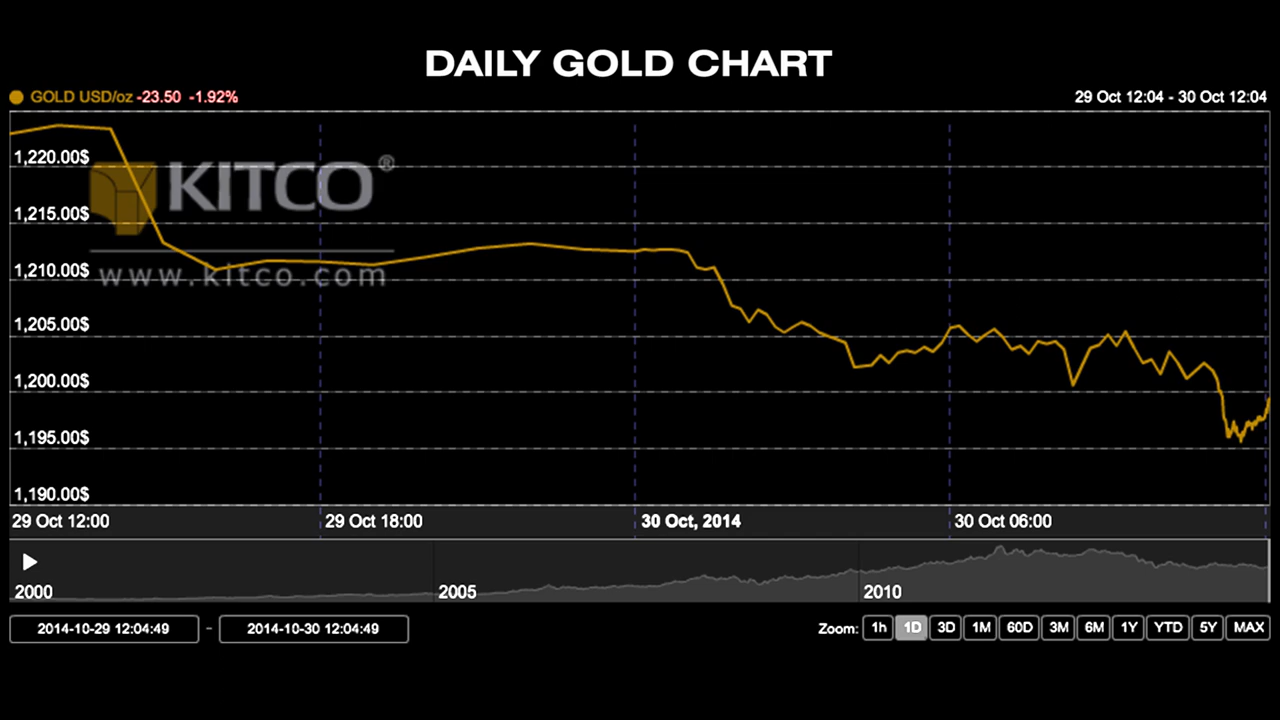 DAILY GOLD CHART
GOLD USD/oz -23.50 -1.92%
29 Oct 12:04 - 30 Oct 12:04
1,220.00$
KITCO®
1,215.00$
1,210.00$
www.kitco.com
1,205.00$
1,200.00$
1,195.00$
1,190.00$
29 Oct 12:00 29 Oct 18:00 30 Oct, 2014 30 Oct 06:00
2000 2005 2010
2014-10-29 12:04:49 - 2014-10-30 12:04:49 Zoom: 1h 1D 3D 1M 60D 3M 6M 1Y YTD 5Y MAX